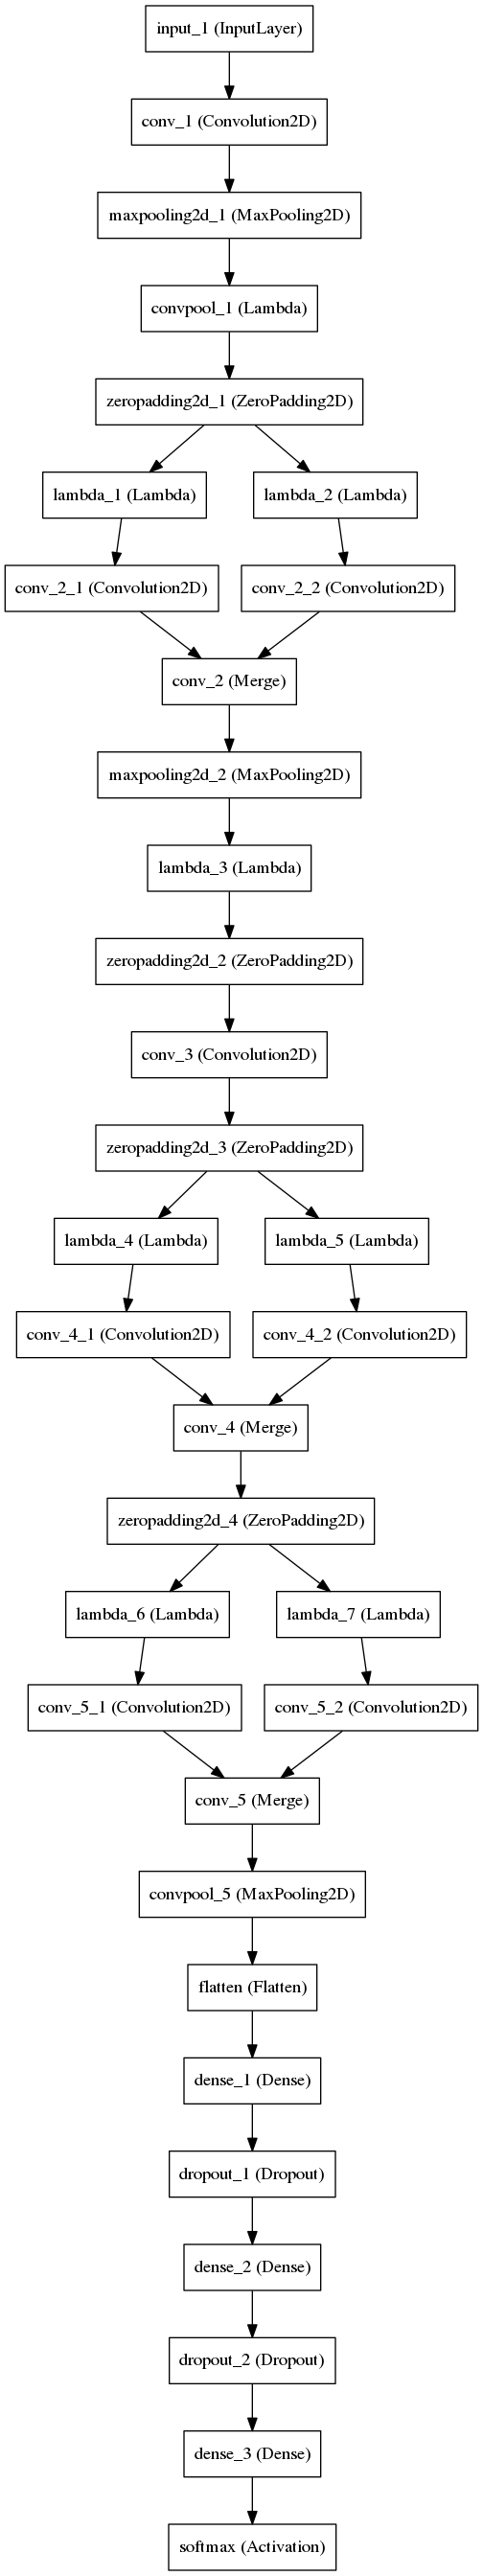 input_1 (InputLayer)
conv_1 (Convolution2D)
maxpooling2d_1 (MaxPooling2D)
convpool_1 (Lambda)
zeropadding2d_1 (ZeroPadding2D)
lambda_1 (Lambda)
lambda_2 (Lambda)
conv_2_1 (Convolution2D)
conv_2_2 (Convolution2D)
conv_2 (Merge)
maxpooling2d_2 (MaxPooling2D)
lambda_3 (Lambda)
zeropadding2d_2 (ZeroPadding2D)
conv_3 (Convolution2D)
zeropadding2d_3 (ZeroPadding2D)
lambda_4 (Lambda)
lambda_5 (Lambda)
conv_4_1 (Convolution2D)
conv_4_2 (Convolution2D)
conv_4 (Merge)
zeropadding2d_4 (ZeroPadding2D)
lambda_6 (Lambda)
lambda_7 (Lambda)
conv_5_1 (Convolution2D)
conv_5_2 (Convolution2D)
conv_5 (Merge)
convpool_5 (MaxPooling2D)
flatten (Flatten)
dense_1 (Dense)
dropout_1 (Dropout)
dense_2 (Dense)
dropout_2 (Dropout)
dense_3 (Dense)
softmax (Activation)